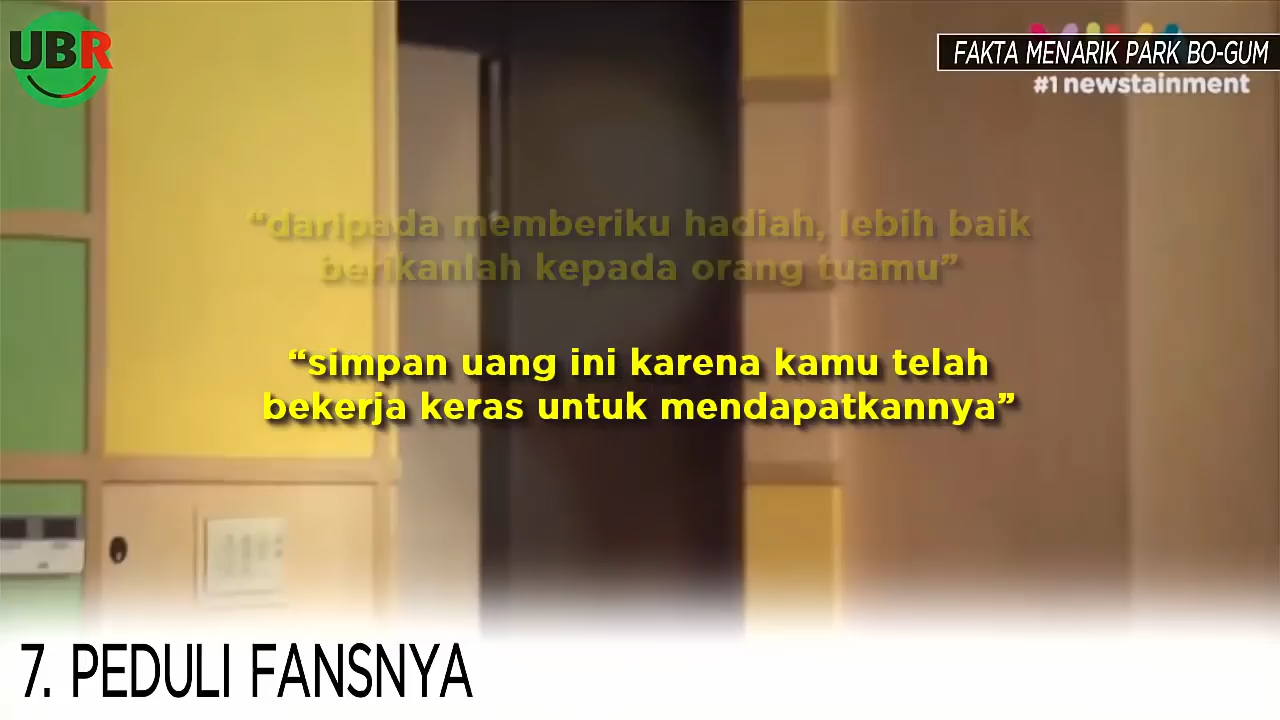 UBR
FAKTA MENARIK PARK BO-GUM
#1 newstainment
“daripada memberiku hadiah, lebih baik
berikanlah kepada orang tuamu”
“simpan uang ini karena kamu telah
bekerja keras untuk mendapatkannya”
7. PEDULI FANSNYA